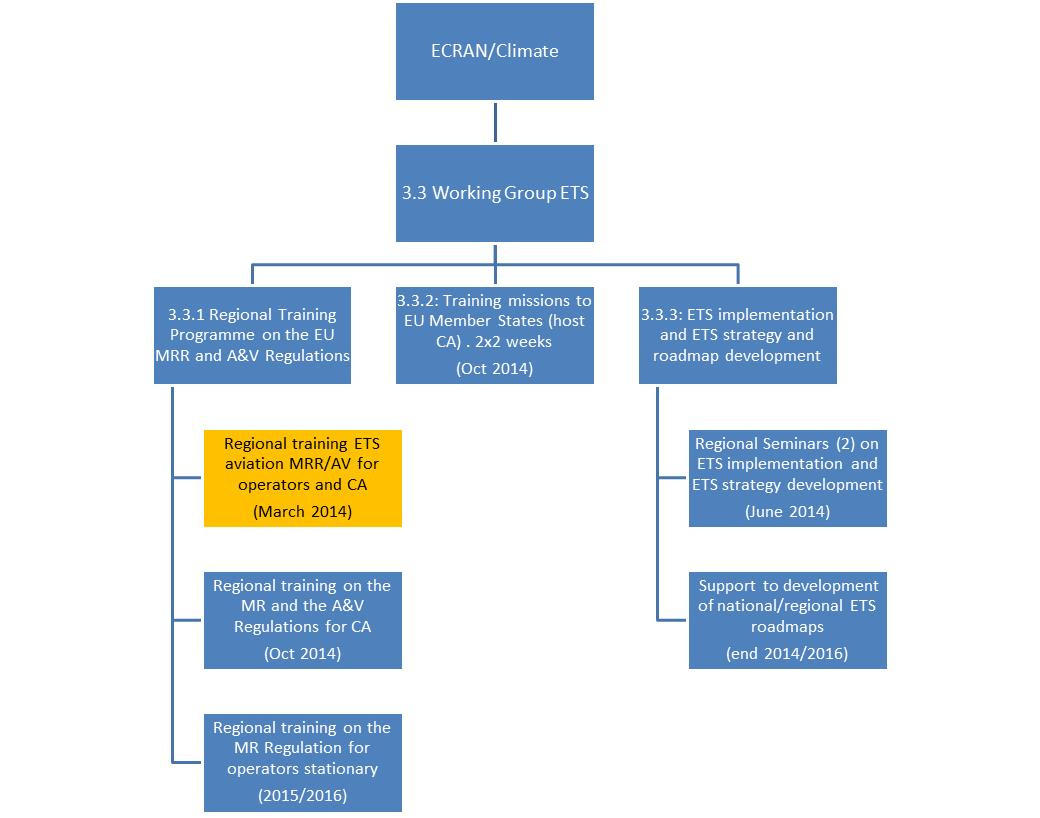 ECRAN/Climate
3.3 Working Group ETS
3.3.1 Regional Training
Programme on the EU
MRR and A&V Regulations
3.3.2: Training missions to
EU Member States (host
CA) . 2x2 weeks
(Oct 2014)
3.3.3: ETS implementation
and ETS strategy and
roadmap development
Regional training ETS
aviation MRR/AV for
operators and CA
(March 2014)
Regional training on the
MR and the A&V
Regulations for CA
(Oct 2014)
Regional training on the
MR Regulation for
operators stationary
(2015/2016)
Regional Seminars (2) on
ETS implementation and
ETS strategy development
(June 2014)
Support to development
of national/regional ETS
roadmaps
(end 2014/2016)